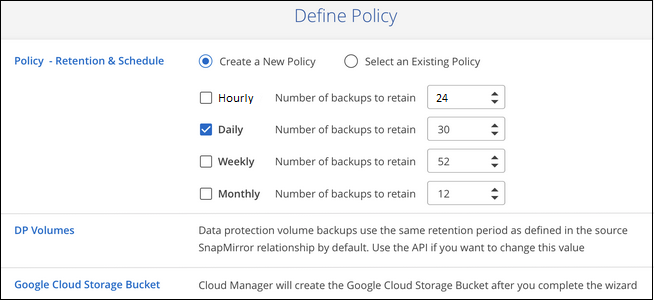 Define Policy
Policy - Retention & Schedule
Create a New Policy
Select an Existing Policy
Hourly Number of backups to retain 24
Daily Number of backups to retain 30
Weekly Number of backups to retain 52
Monthly Number of backups to retain 12
DP Volumes
Data protection volume backups use the same retention period as defined in the source
SnapMirror relationship by default. Use the API if you want to change this value
Google Cloud Storage Bucket
Cloud Manager will create the Google Cloud Storage Bucket after you complete the wizard